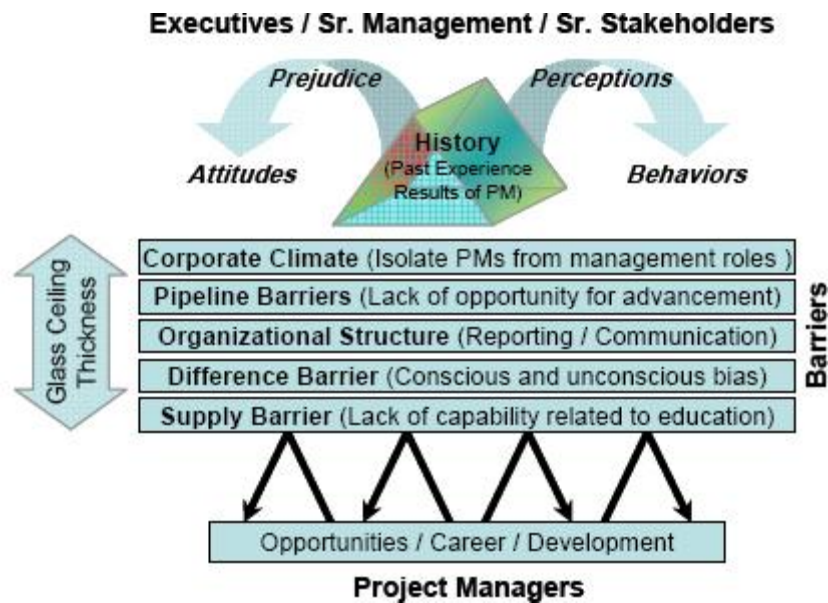 Executives / Sr. Management / Sr. Stakeholders
Prejudice
Perceptions
History
(Past Experience
Results of PM)
Attitudes
Behaviors
Glass Ceiling
Thickness
Corporate Climate (Isolate PMs from management roles )
Pipeline Barriers (Lack of opportunity for advancement)
Organizational Structure (Reporting / Communication)
Difference Barrier (Conscious and unconscious bias)
Supply Barrier (Lack of capability related to education)
Barriers
Opportunities / Career / Development
Project Managers